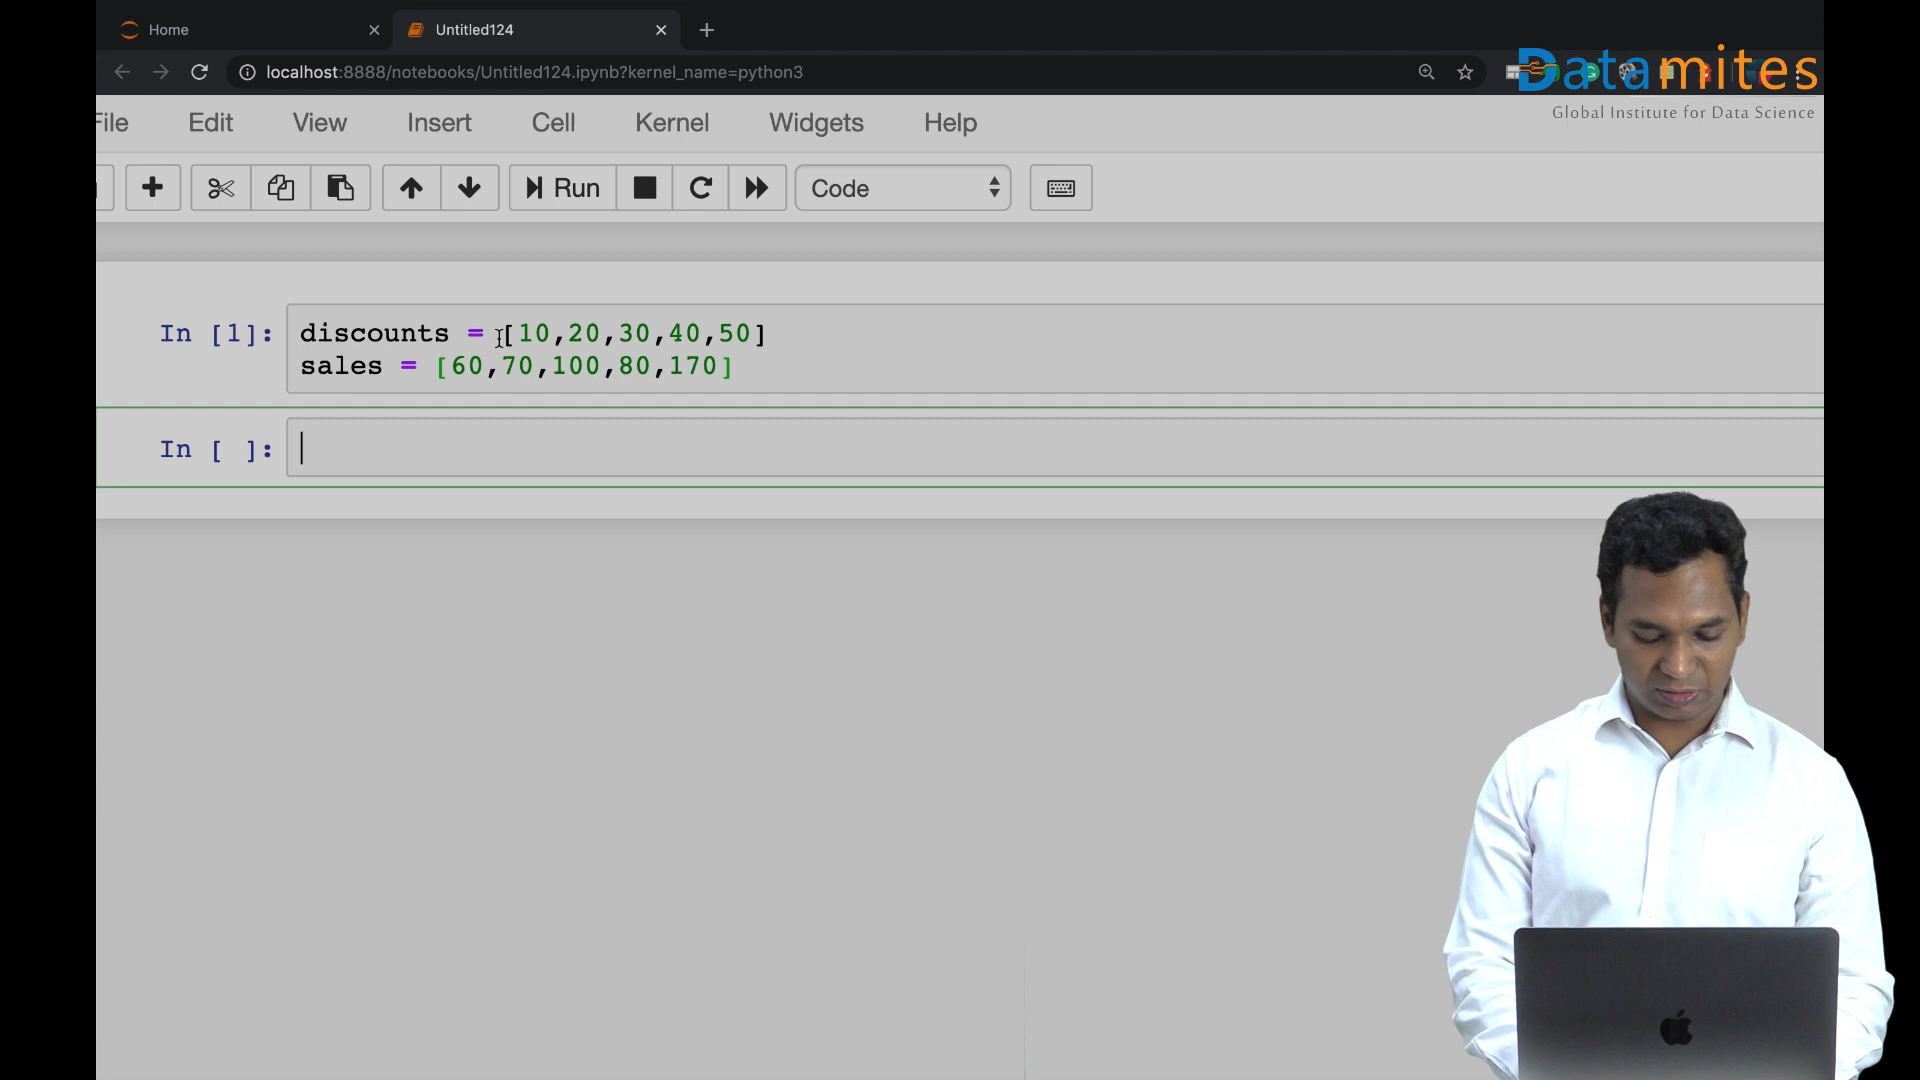 Home
Untitled124
localhost:8888/notebooks/Untitled124.ipynb?kernel_name=python3
Datamites
Global Institute for Data Science
File Edit View Insert Cell Kernel Widgets Help
Run Code
In [1]: discounts = [10,20,30,40,50]
sales = [60,70,100,80,170]
In [ ]: